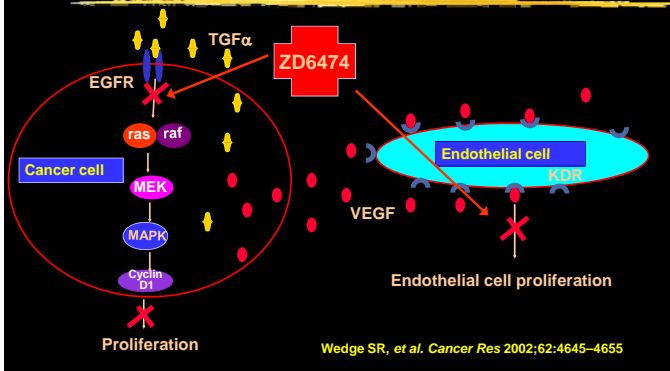 TGFα
ZD6474
EGFR
ras
raf
Cancer cell
Endothelial cell
MEK
KDR
VEGF
MAPK
Cyclin
D1
Endothelial cell proliferation
Proliferation
Wedge SR, et al. Cancer Res 2002;62:4645–4655